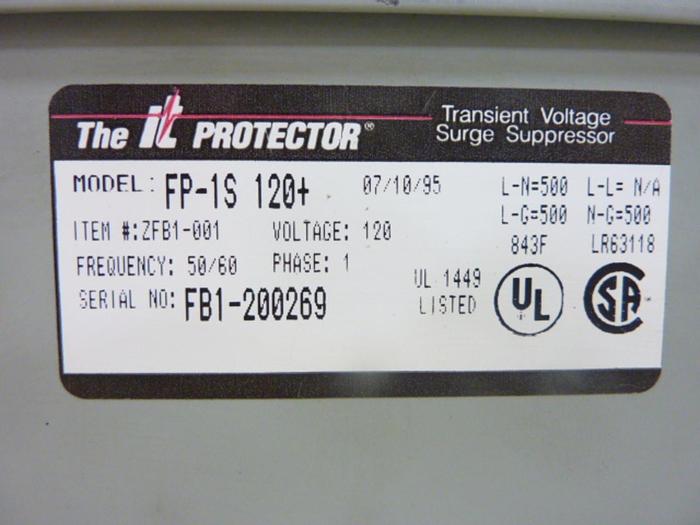 The it PROTECTOR®
Transient Voltage
Surge Suppressor
MODEL: FP-1S 120+ 07/10/95
ITEM #:ZFB1-001 VOLTAGE: 120
FREQUENCY: 50/60 PHASE: 1
SERIAL NO: FB1-200269
L-N=500 L-L= N/A
L-G=500 N-G=500
843F LR63118
UL 1449
LISTED
UL
SA